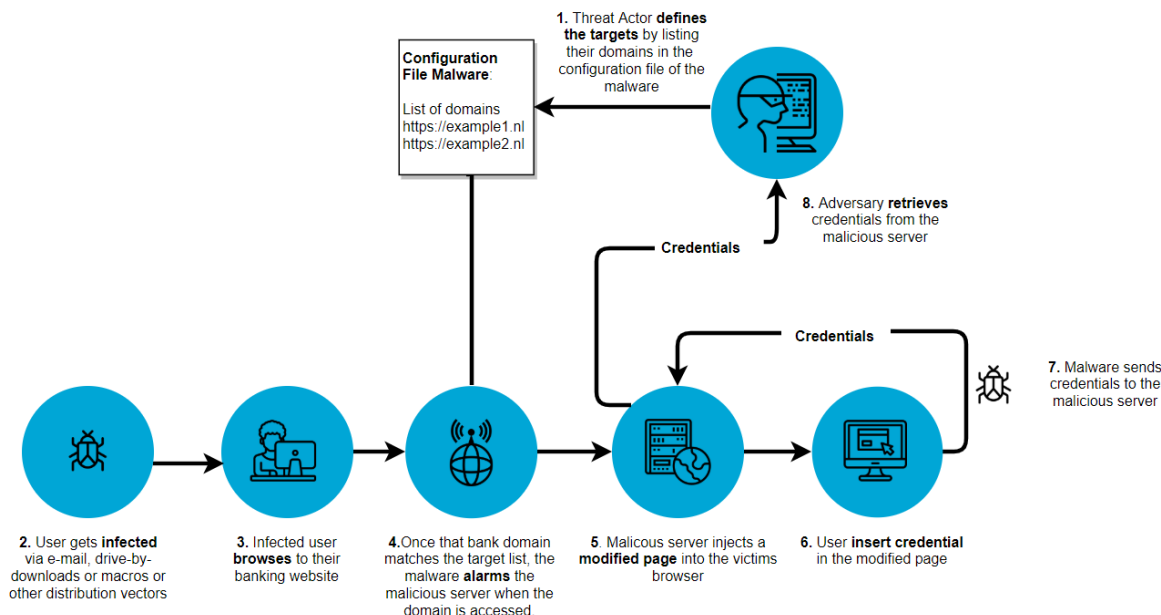 1. Threat Actor defines
the targets by listing
their domains in the
configuration file of the
malware
Configuration
File Malware:
List of domains
https://example1.nl
https://example2.nl
8. Adversary retrieves
credentials from the
malicious server
Credentials
Credentials
7. Malware sends
credentials to the
malicious server
2. User gets infected
via e-mail, drive-by-
downloads or macros or
other distribution vectors
3. Infected user
browses to their
banking website
4.Once that bank domain
matches the target list, the
malware alarms the
malicious server when the
domain is accessed
5. Malicous server injects a
modified page into the victims
browser
6. User insert credential
in the modified page